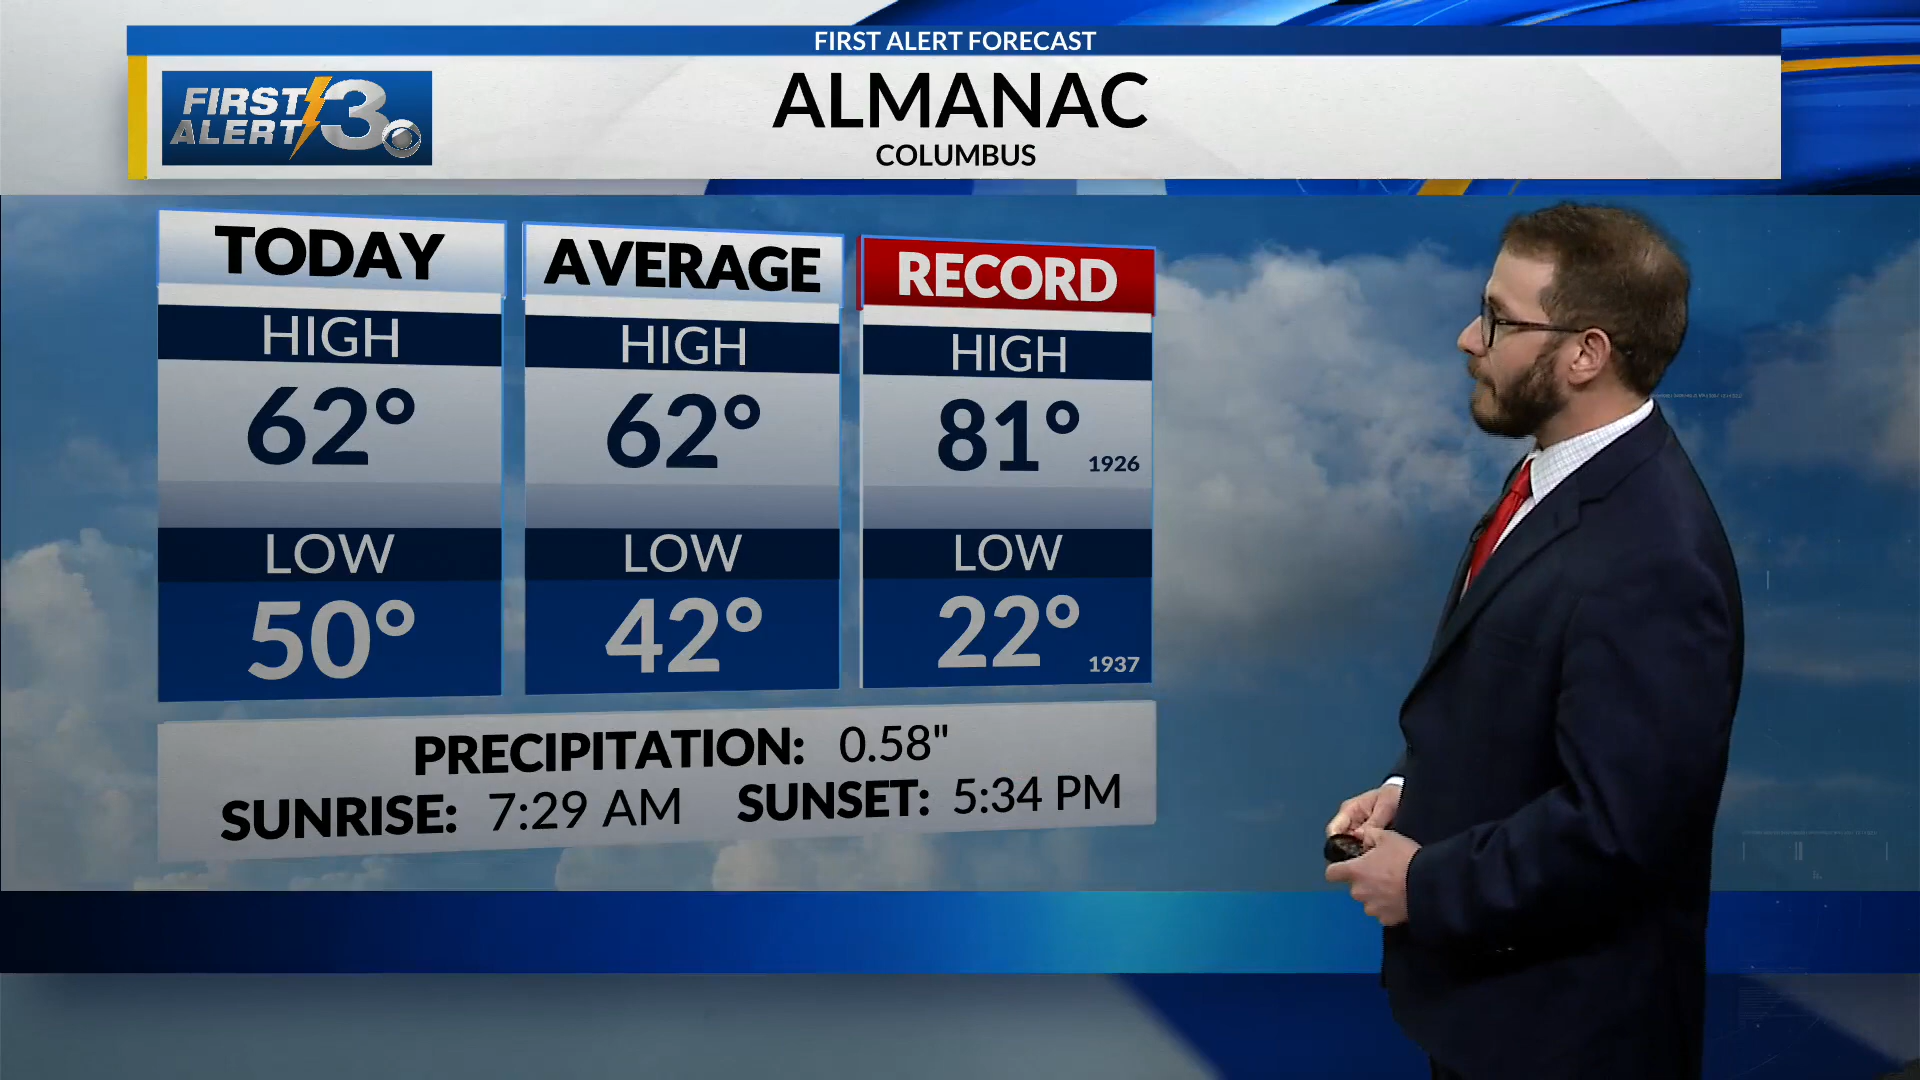 FIRST ALERT FORECAST
FIRST
ALERT
3
ALMANAC
COLUMBUS
TODAY
HIGH
62°
LOW
50°
AVERAGE
HIGH
62°
LOW
42°
RECORD
HIGH
81° 1926
LOW
22° 1937
PRECIPITATION: 0.58"
SUNRISE: 7:29 AM SUNSET: 5:34 PM